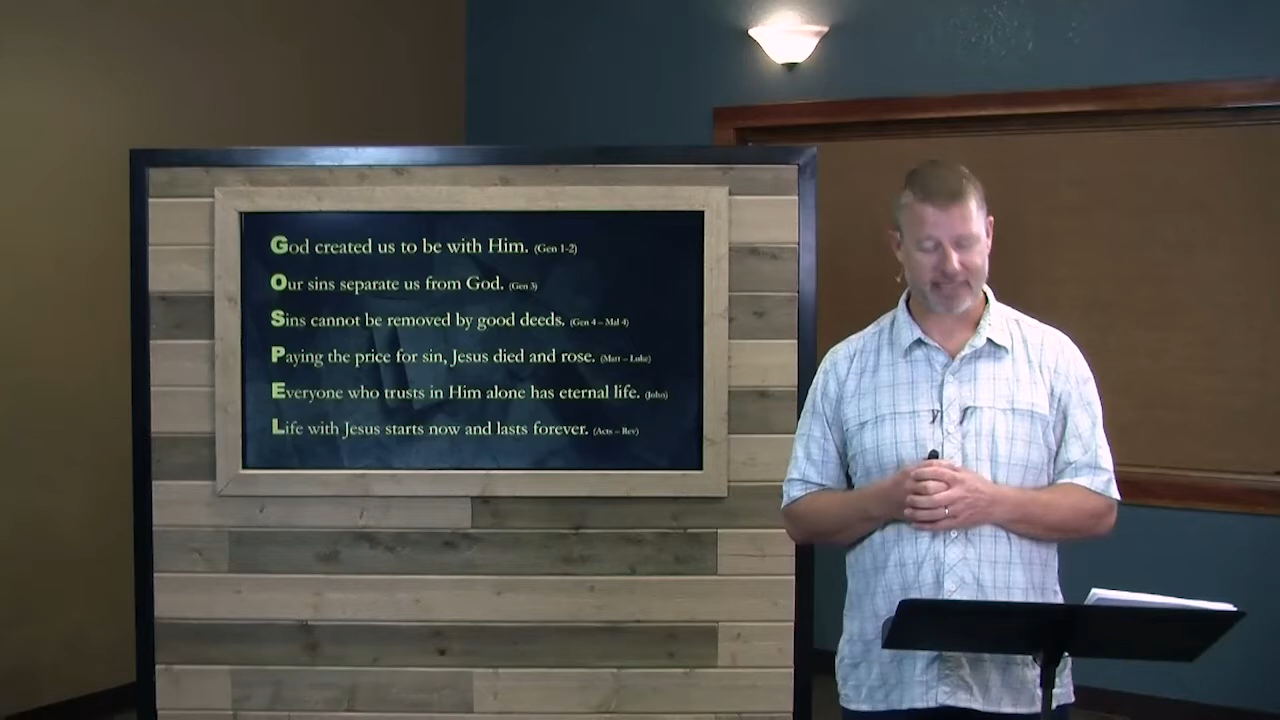 God created us to be with Him. (Gen 1-2)
Our sins separate us from God. (Gen 3)
Sins cannot be removed by good deeds. (Gen 4 – Mal 4)
Paying the price for sin, Jesus died and rose. (Matt – Luke)
Everyone who trusts in Him alone has eternal life. (John)
Life with Jesus starts now and lasts forever. (Acts – Rev)